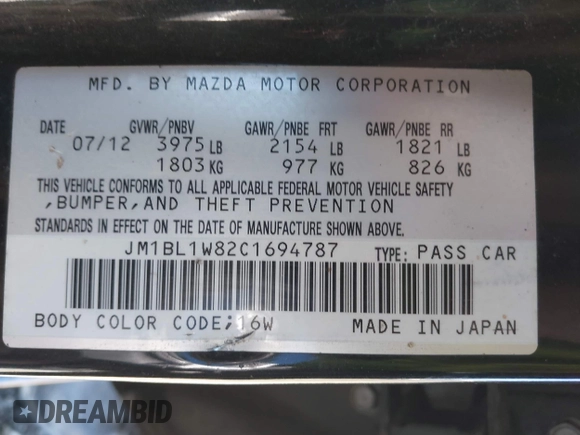 MFD. BY MAZDA MOTOR CORPORATION
DATE GVWR/PNBV GAWR/PNBE FRT GAWR/PNBE RR
07/12 3975 LB 2154 LB 1821 LB
1803 KG 977 KG 826 KG
THIS VEHICLE CONFORMS TO ALL APPLICABLE FEDERAL MOTOR VEHICLE SAFETY
,BUMPER,AND THEFT PREVENTION
STANDARDS IN EFFECT ON THE DATE OF MANUFACTURE SHOWN ABOVE.
JM1BL1W82C1694787 TYPE: PASS CAR
BODY COLOR CODE;16W MADE IN JAPAN
DREAMBID